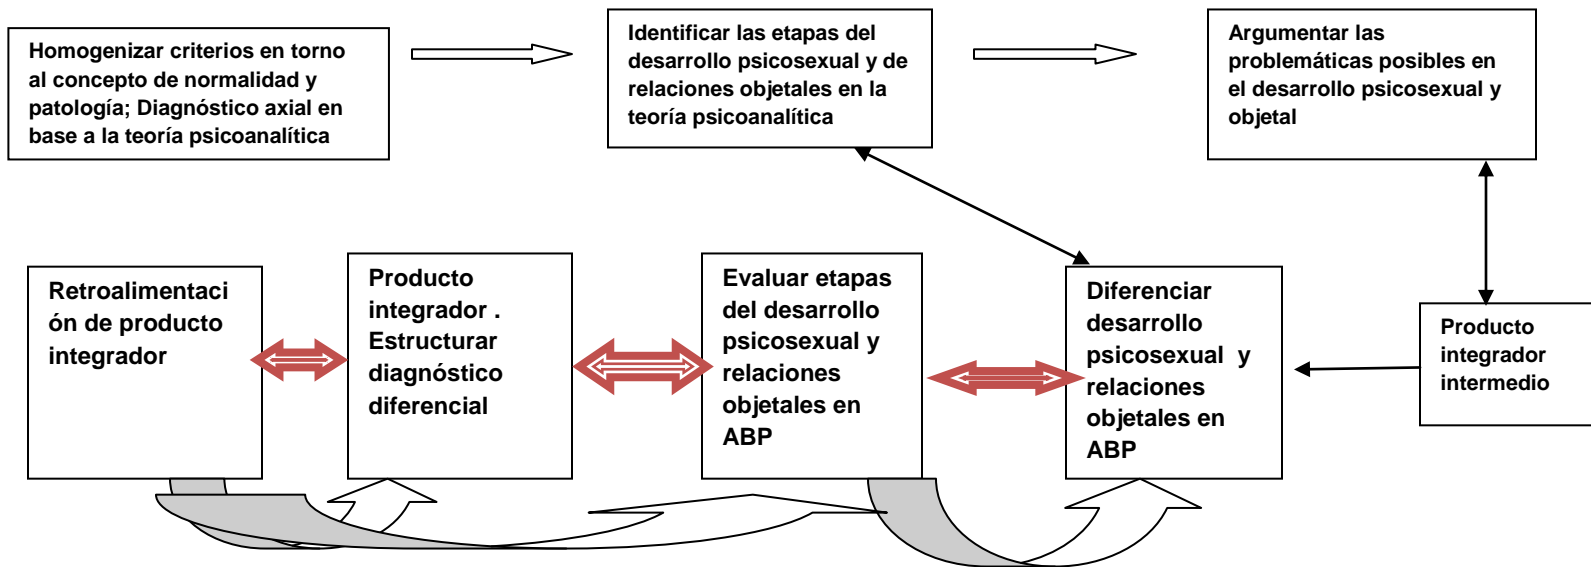 Homogenizar criterios en torno
al concepto de normalidad y
patología; Diagnóstico axial en
base a la teoría psicoanalítica
Identificar las etapas del
desarrollo psicosexual y de
relaciones objetales en la
teoría psicoanalítica
Argumentar las
problemáticas posibles en
el desarrollo psicosexual y
objetal
Retroalimentaci
ón de producto
integrador
Producto
integrador .
Estructurar
diagnóstico
diferencial
Evaluar etapas
del desarrollo
psicosexual y
relaciones
objetales en
ABP
Diferenciar
desarrollo
psicosexual y
relaciones
objetales en
ABP
Producto
integrador
intermedio